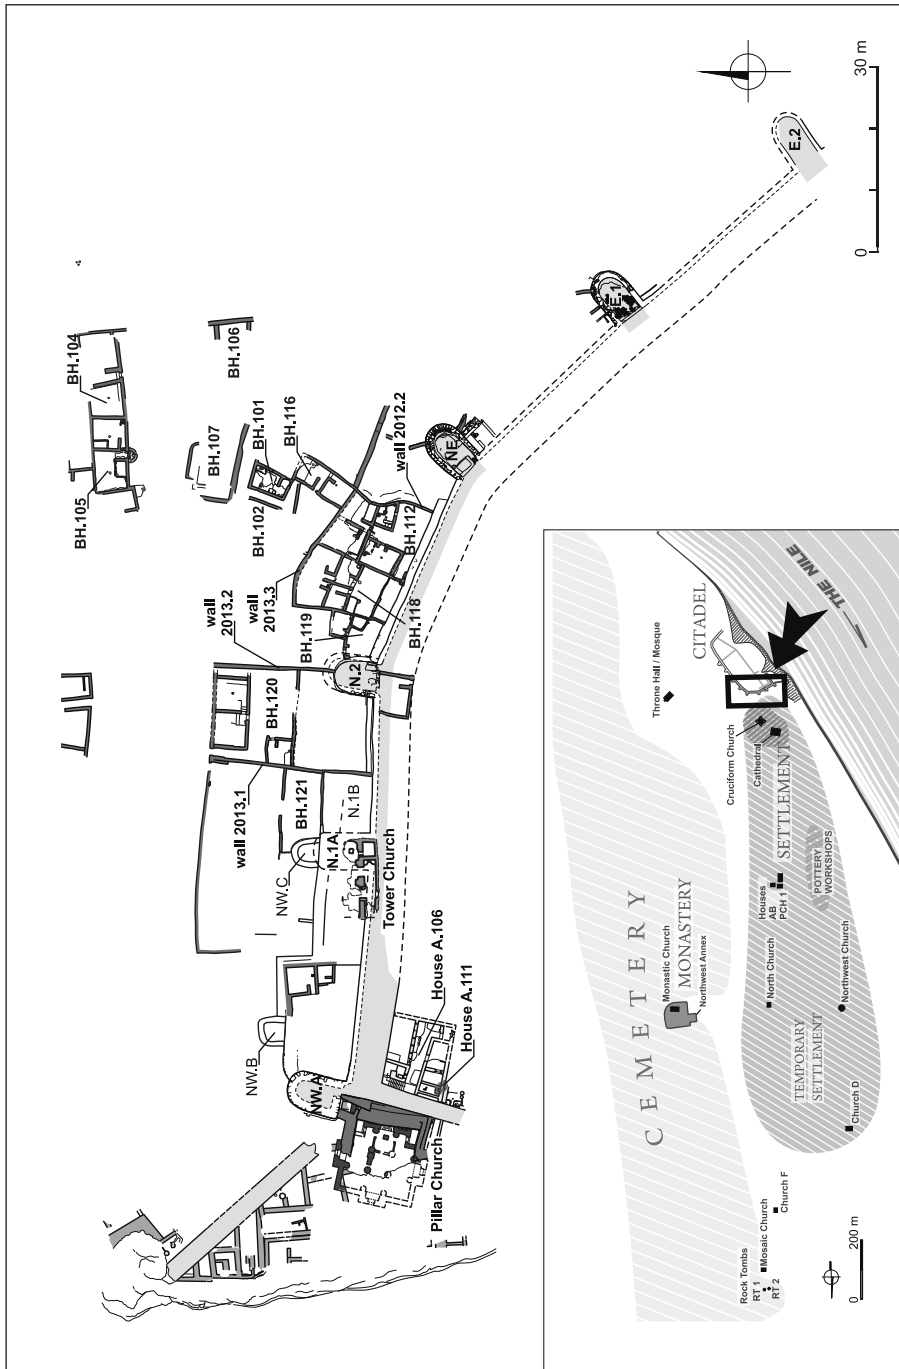 BH.104
BH.105
BH.106
BH.107
BH.101
BH.116
BH.102
wall
2013.2
wall
2013.3
BH.119
BH.118
BH.112
wall 2012.2
NE
E.1
E.2
0
30 m
N.2
BH.120
wall 2013.1
BH.121
N.1B
N.1A
NW.C
Tower Church
NW.B
NW.A
House A.106
House A.111
Pillar Church
CEMETERY
MONASTERY
Monastic Church
Northwest Annex
Throne Hall / Mosque
CITADEL
THE NILE
Cruciform Church
Cathedral
SETTLEMENT
Houses
AB
PCH 1
POTTERY
WORKSHOPS
North Church
Northwest Church
TEMPORARY
SETTLEMENT
Church D
Church F
Mosaic Church
Rock Tombs
RT 1
RT 2
0
200 m